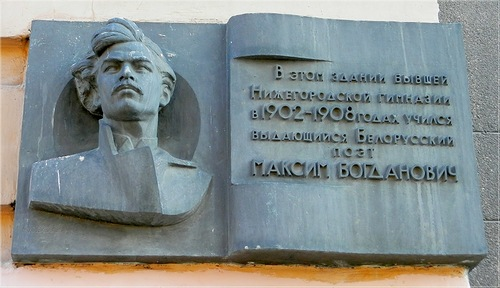 В этом здании бывшей
Нижегородской гимназии
в 1902–1908 годах учился
выдающийся Белорусский
поэт
Максим Богданович